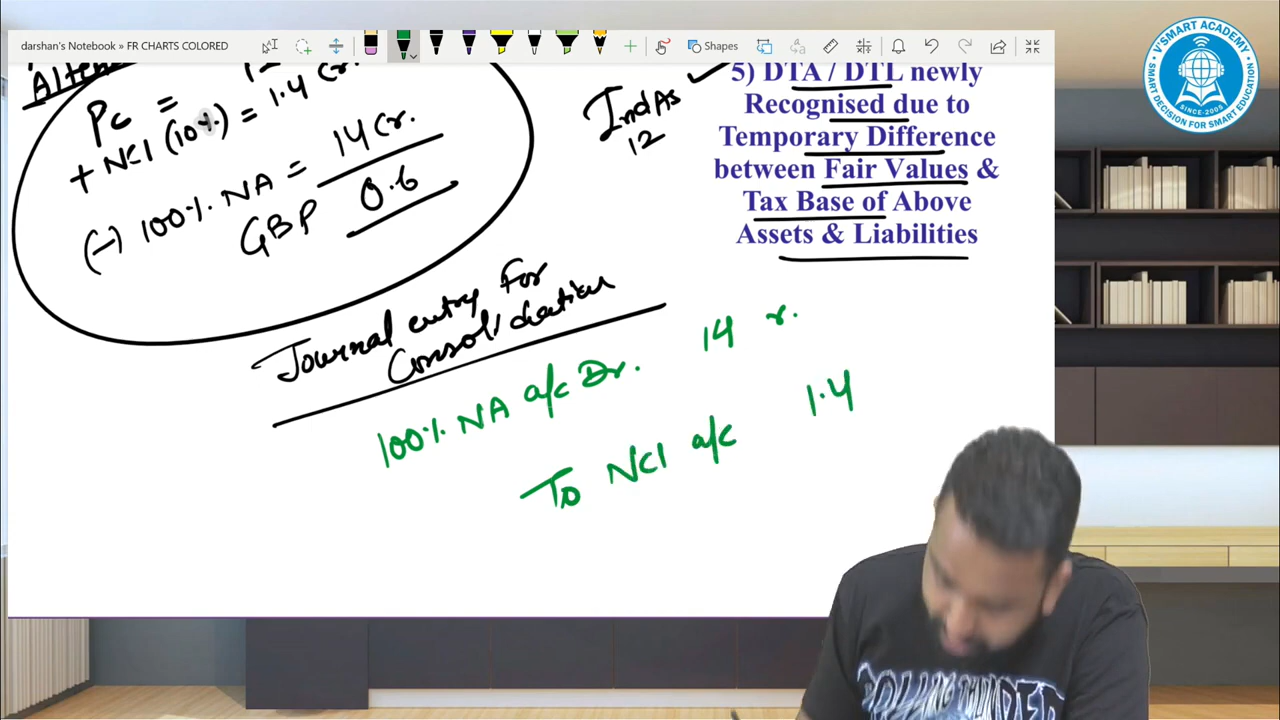 darshan's Notebook » FR CHARTS COLORED
Shapes
PC =
+ NCI (10%) = 1.4 Cr.
(-) 100% NA = 14 Cr.
GBP 0.6
IndAs
12
5) DTA / DTL newly
Recognised due to
Temporary Difference
between Fair Values &
Tax Base of Above
Assets & Liabilities
Journal entry for
Consolidation
100% NA a/c Dr. 14 r.
To NCI a/c 1.4
V'SMART ACADEMY
SINCE-2005
SMART DECISION FOR SMART EDUCATION